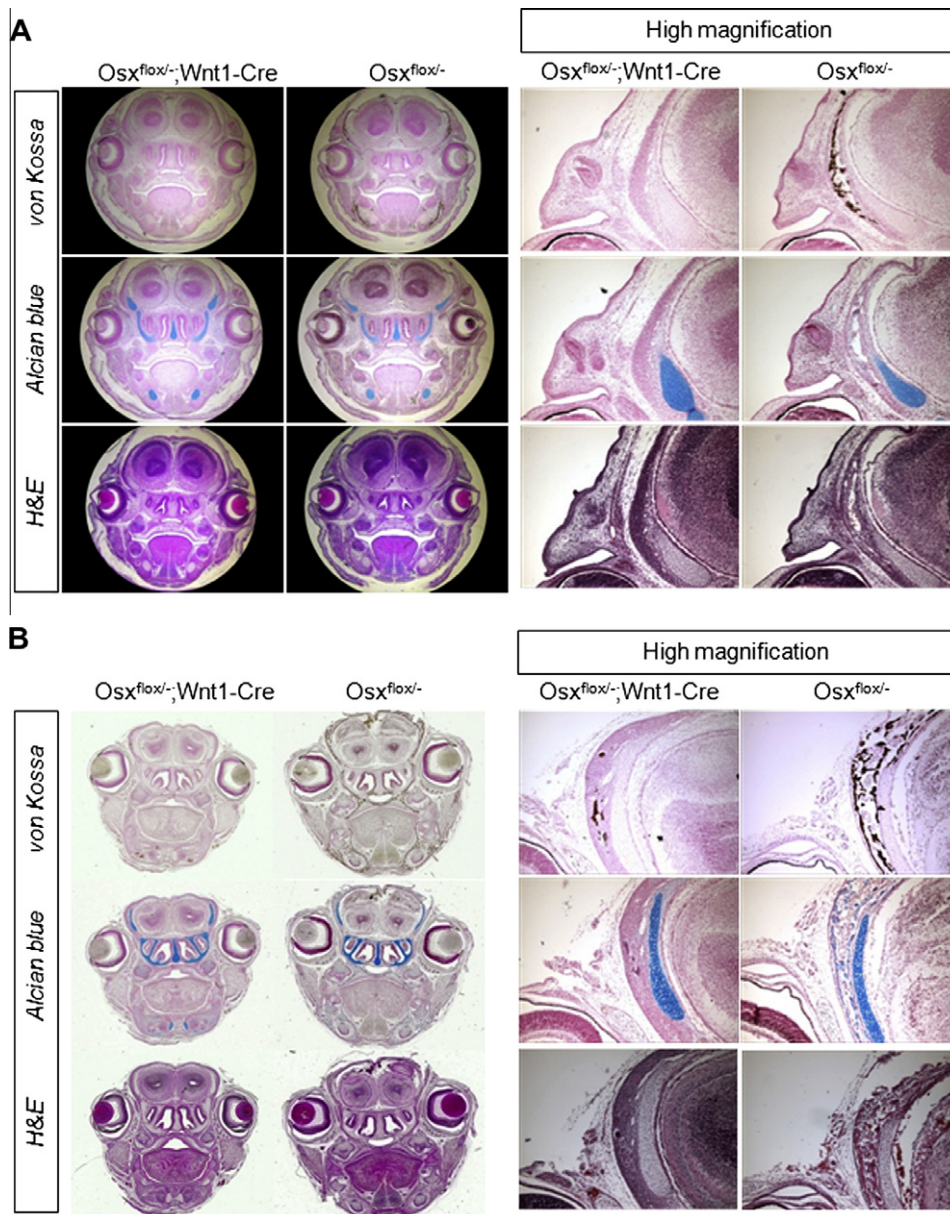 A
High magnification
Osxflox/-;Wnt1-Cre
Osxflox/-
Osxflox/-;Wnt1-Cre
Osxflox/-
von Kossa
Alcian blue
H&E
B
High magnification
Osxflox/-;Wnt1-Cre
Osxflox/-
Osxflox/-;Wnt1-Cre
Osxflox/-
von Kossa
Alcian blue
H&E